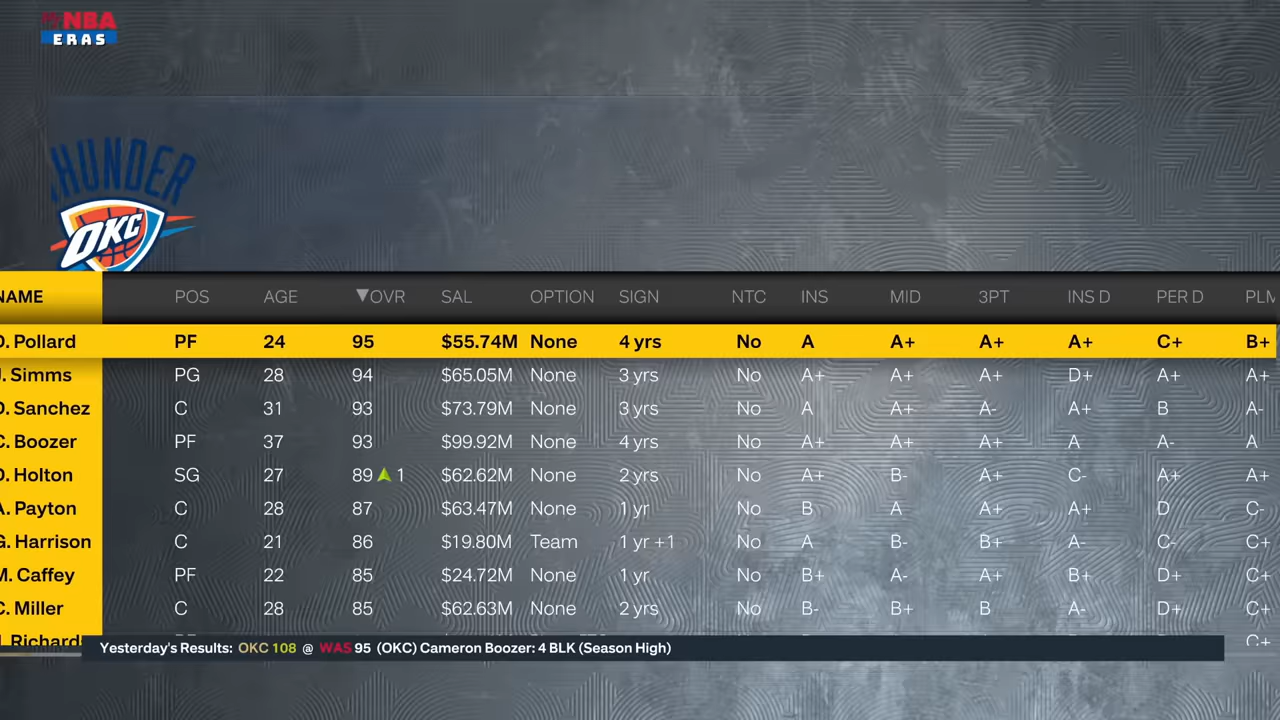 NBA
ERAS
THUNDER
OKC
NAME POS AGE ▼OVR SAL OPTION SIGN NTC INS MID 3PT INS D PER D PLM
D. Pollard PF 24 95 $55.74M None 4 yrs No A A+ A+ A+ C+ B+
J. Simms PG 28 94 $65.05M None 3 yrs No A+ A+ A+ D+ A+ A+
D. Sanchez C 31 93 $73.79M None 3 yrs No A A+ A- A+ B A-
C. Boozer PF 37 93 $99.92M None 4 yrs No A+ A+ A+ A A- A
D. Holton SG 27 89 ▲ 1 $62.62M None 2 yrs No A+ B- A+ C- A+ A+
A. Payton C 28 87 $63.47M None 1 yr No B A A+ A+ D C-
G. Harrison C 21 86 $19.80M Team 1 yr +1 No A B- B+ A- C- C+
M. Caffey PF 22 85 $24.72M None 1 yr No B+ A- A+ B+ D+ C+
C. Miller C 28 85 $62.63M None 2 yrs No B- B+ B A- D+ C+
Richards C+
Yesterday's Results: OKC 108 @ WAS 95 (OKC) Cameron Boozer: 4 BLK (Season High)